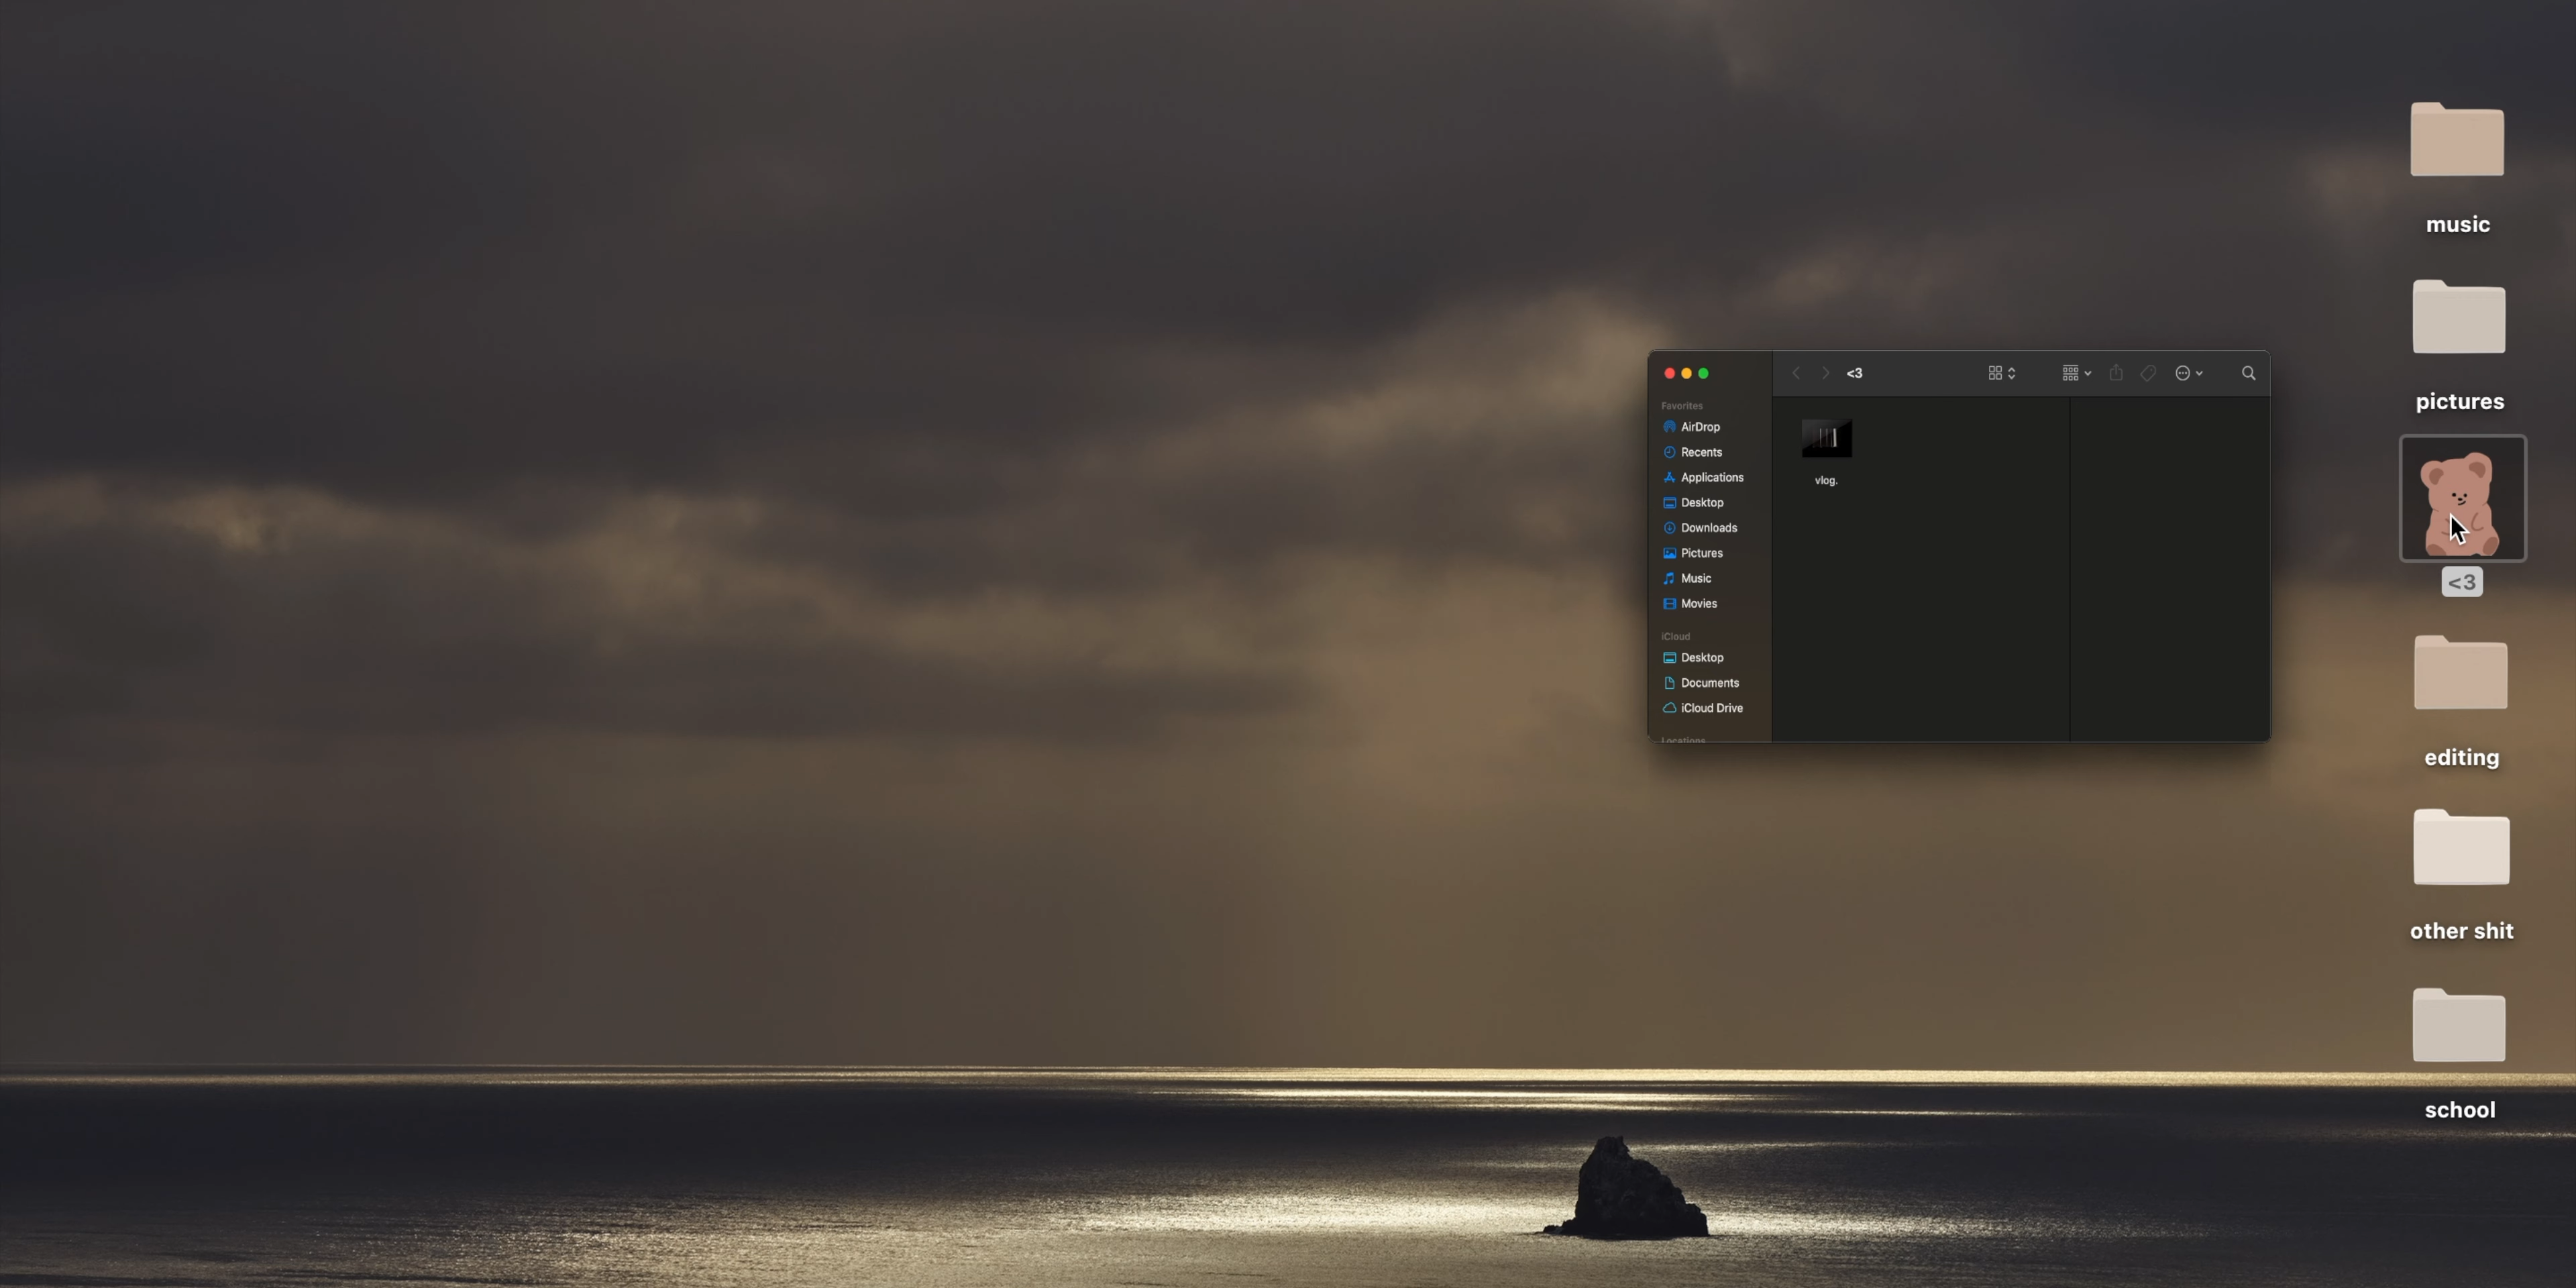 music
pictures
<3
editing
other shit
school
<3
Favorites
AirDrop
Recents
Applications
Desktop
Downloads
Pictures
Music
Movies
iCloud
Desktop
Documents
iCloud Drive
Locations
vlog.